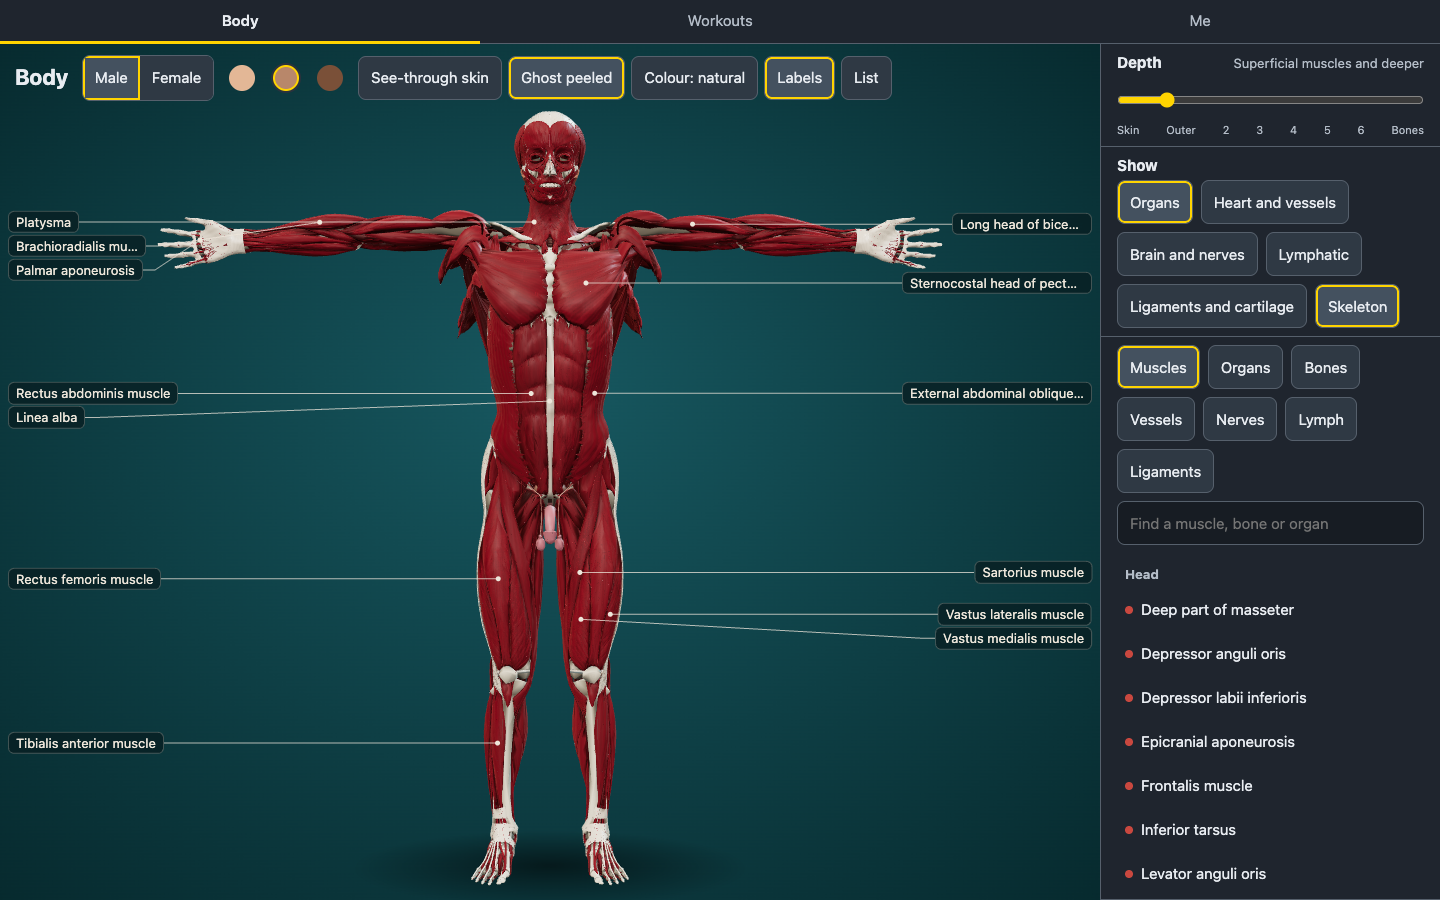 Body
Workouts
Me
Body
Male
Female
See-through skin
Ghost peeled
Colour: natural
Labels
List
Platysma
Brachioradialis mu...
Palmar aponeurosis
Rectus abdominis muscle
Linea alba
Rectus femoris muscle
Tibialis anterior muscle
Long head of bice...
Sternocostal head of pect...
External abdominal oblique...
Sartorius muscle
Vastus lateralis muscle
Vastus medialis muscle
Depth
Superficial muscles and deeper
Skin Outer 2 3 4 5 6 Bones
Show
Organs
Heart and vessels
Brain and nerves
Lymphatic
Ligaments and cartilage
Skeleton
Muscles
Organs
Bones
Vessels
Nerves
Lymph
Ligaments
Find a muscle, bone or organ
Head
Deep part of masseter
Depressor anguli oris
Depressor labii inferioris
Epicranial aponeurosis
Frontalis muscle
Inferior tarsus
Levator anguli oris